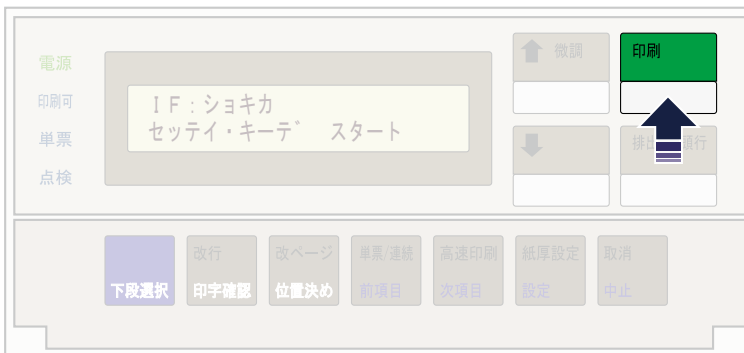 電源
印刷可
単票
点検
IF:ショキカ
セッテイ・キーデ゛ スタート
微調
印刷
排出
行
改行
改ページ
単票/連続
高速印刷
紙厚設定
取消
下段選択
印字確認
位置決め
前項目
次項目
設定
中止